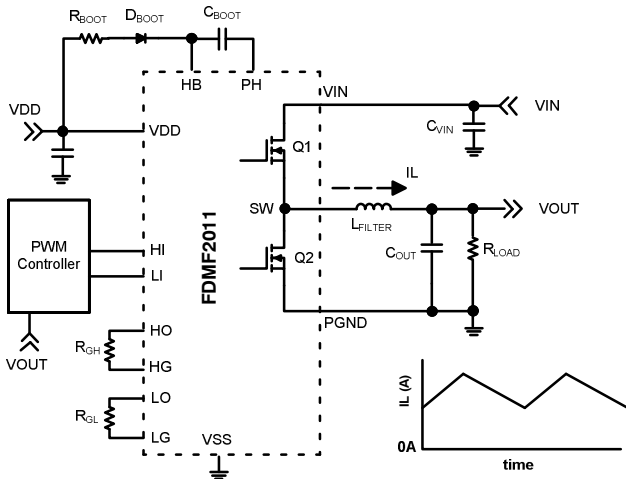 RBOOT
DBOOT
CBOOT
HB
PH
VIN
VIN
VDD
VDD
CVIN
Q1
IL
SW
LFILTER
VOUT
PWM
Controller
HI
LI
FDMF2011
Q2
COUT
RLOAD
PGND
VOUT
RGH
HO
HG
RGL
LO
LG
VSS
IL (A)
0A
time